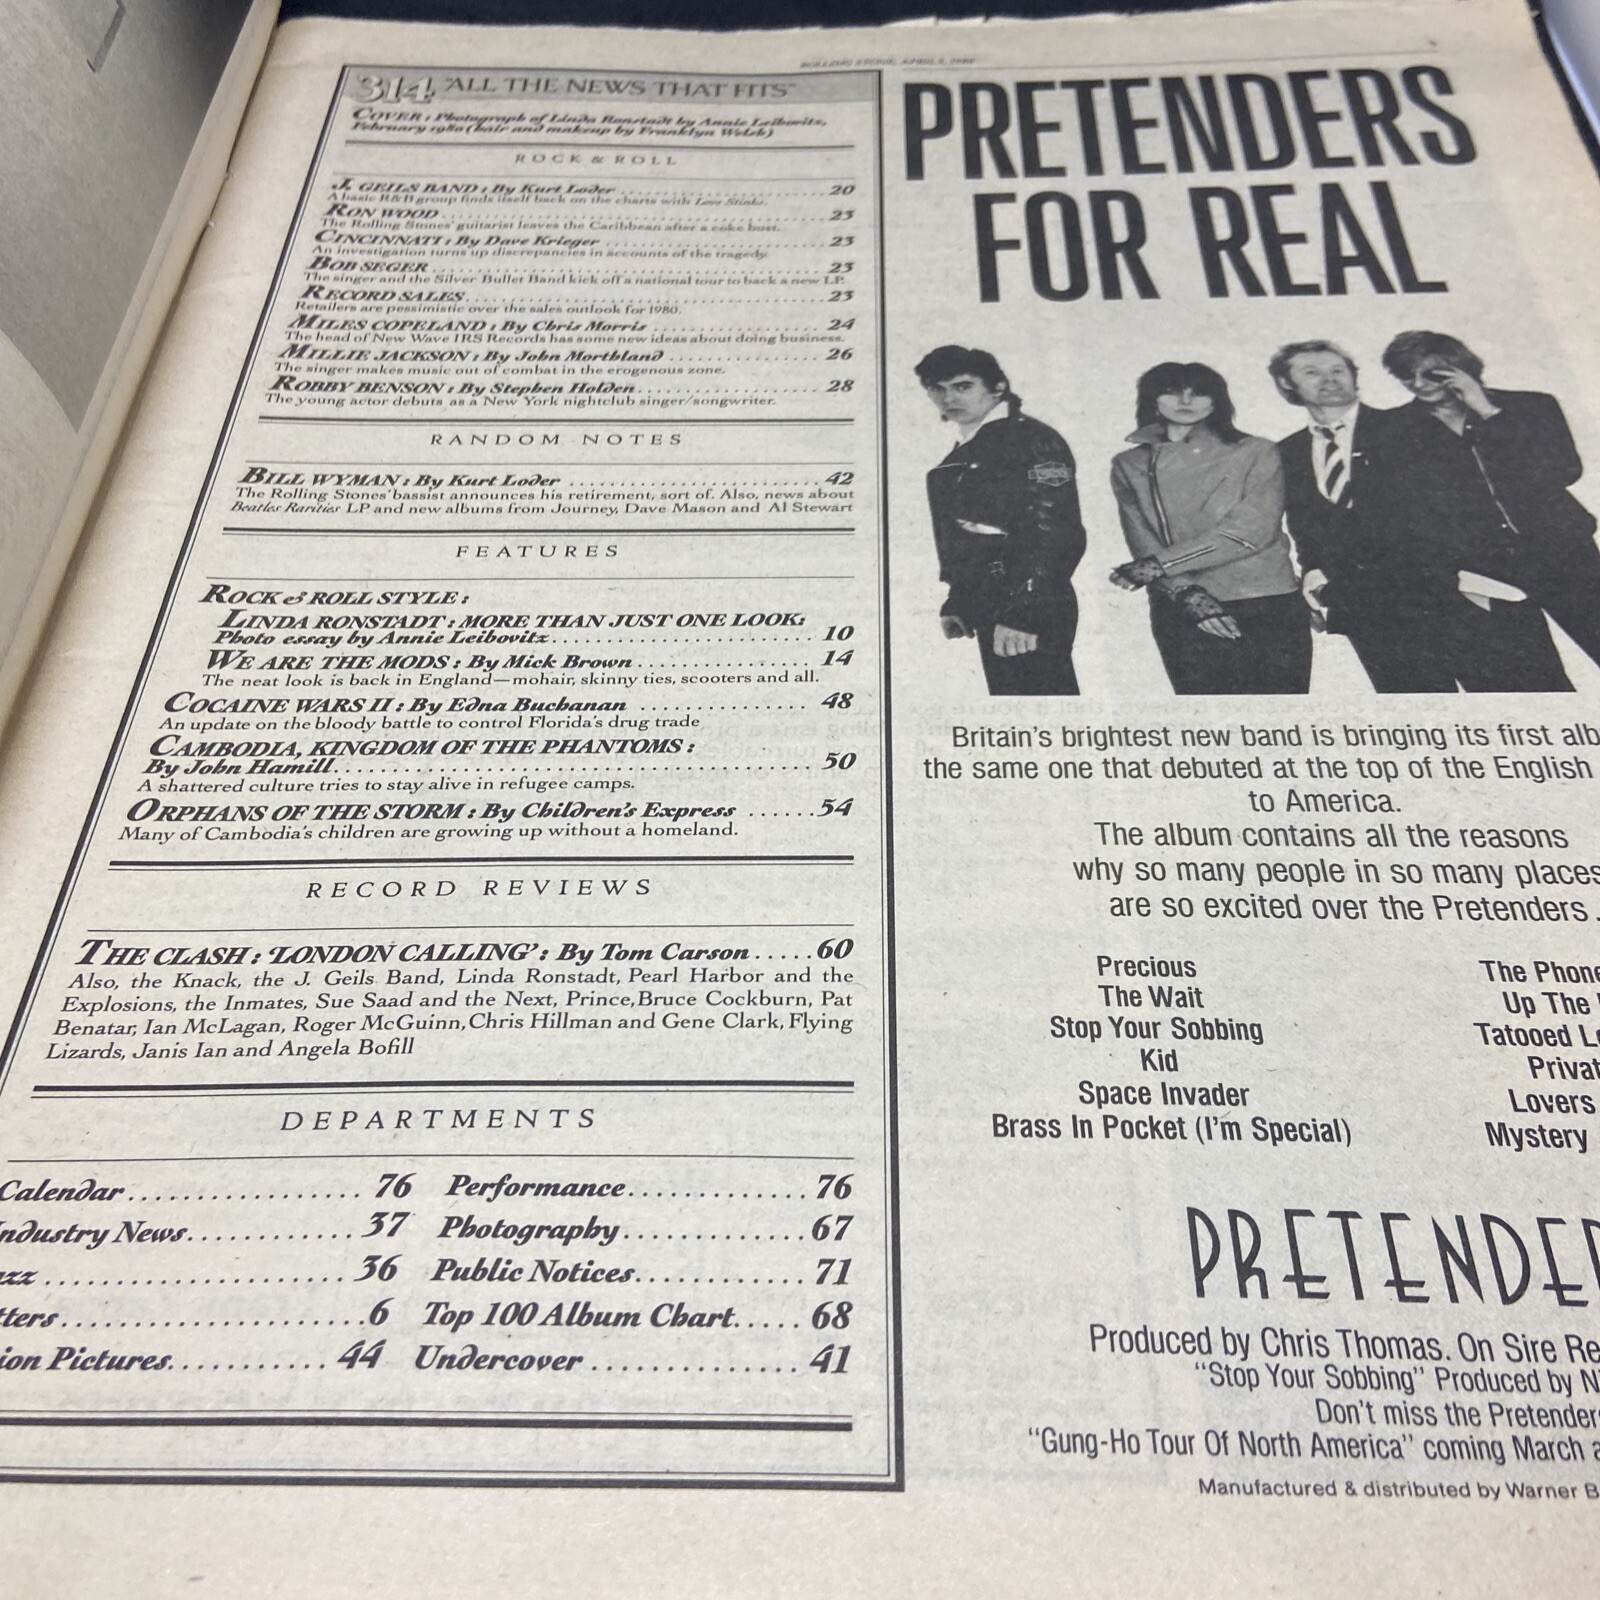 ROLLING STONE, APRIL 3, 1980
314 "ALL THE NEWS THAT FITS"
COVER: Photograph of Linda Ronstadt by Annie Leibovitz,
February 1980 (hair and makeup by Franklyn Welsh)
ROCK & ROLL
J. GEILS BAND: By Kurt Loder 20
A basic R&B group finds itself back on the charts with Love Stinks.
RON WOOD 23
The Rolling Stones' guitarist leaves the Caribbean after a coke bust.
CINCINNATI: By Dave Krieger 23
An investigation turns up discrepancies in accounts of the tragedy.
BOB SEGER 23
The singer and the Silver Bullet Band kick off a national tour to back a new LP.
RECORD SALES 23
Retailers are pessimistic over the sales outlook for 1980.
MILES COPELAND: By Chris Morris 24
The head of New Wave IRS Records has some new ideas about doing business.
MILLIE JACKSON: By John Morthland 26
The singer makes music out of combat in the erogenous zone.
ROBBY BENSON: By Stephen Holden 28
The young actor debuts as a New York nightclub singer/songwriter.
RANDOM NOTES
BILL WYMAN: By Kurt Loder 42
The Rolling Stones' bassist announces his retirement, sort of. Also, news about
Beatles Rarities LP and new albums from Journey, Dave Mason and Al Stewart
FEATURES
ROCK & ROLL STYLE:
LINDA RONSTADT: MORE THAN JUST ONE LOOK:
Photo essay by Annie Leibovitz 10
WE ARE THE MODS: By Mick Brown 14
The neat look is back in England—mohair, skinny ties, scooters and all.
COCAINE WARS II: By Edna Buchanan 48
An update on the bloody battle to control Florida's drug trade
CAMBODIA, KINGDOM OF THE PHANTOMS:
By John Hamill 50
A shattered culture tries to stay alive in refugee camps.
ORPHANS OF THE STORM: By Children's Express 54
Many of Cambodia's children are growing up without a homeland.
RECORD REVIEWS
THE CLASH: 'LONDON CALLING': By Tom Carson 60
Also, the Knack, the J. Geils Band, Linda Ronstadt, Pearl Harbor and the
Explosions, the Inmates, Sue Saad and the Next, Prince, Bruce Cockburn, Pat
Benatar, Ian McLagan, Roger McGuinn, Chris Hillman and Gene Clark, Flying
Lizards, Janis Ian and Angela Bofill
DEPARTMENTS
Calendar 76 Performance 76
ndustry News 37 Photography 67
azz 36 Public Notices 71
tters 6 Top 100 Album Chart 68
ion Pictures 44 Undercover 41
PRETENDERS
FOR REAL
Britain's brightest new band is bringing its first alb
the same one that debuted at the top of the English
to America.
The album contains all the reasons
why so many people in so many places
are so excited over the Pretenders .
Precious
The Wait
Stop Your Sobbing
Kid
Space Invader
Brass In Pocket (I'm Special)
The Phone
Up The
Tatooed Lo
Privat
Lovers
Mystery
PRETENDER
Produced by Chris Thomas. On Sire Re
"Stop Your Sobbing" Produced by N
Don't miss the Pretender
"Gung-Ho Tour Of North America" coming March a
Manufactured & distributed by Warner B